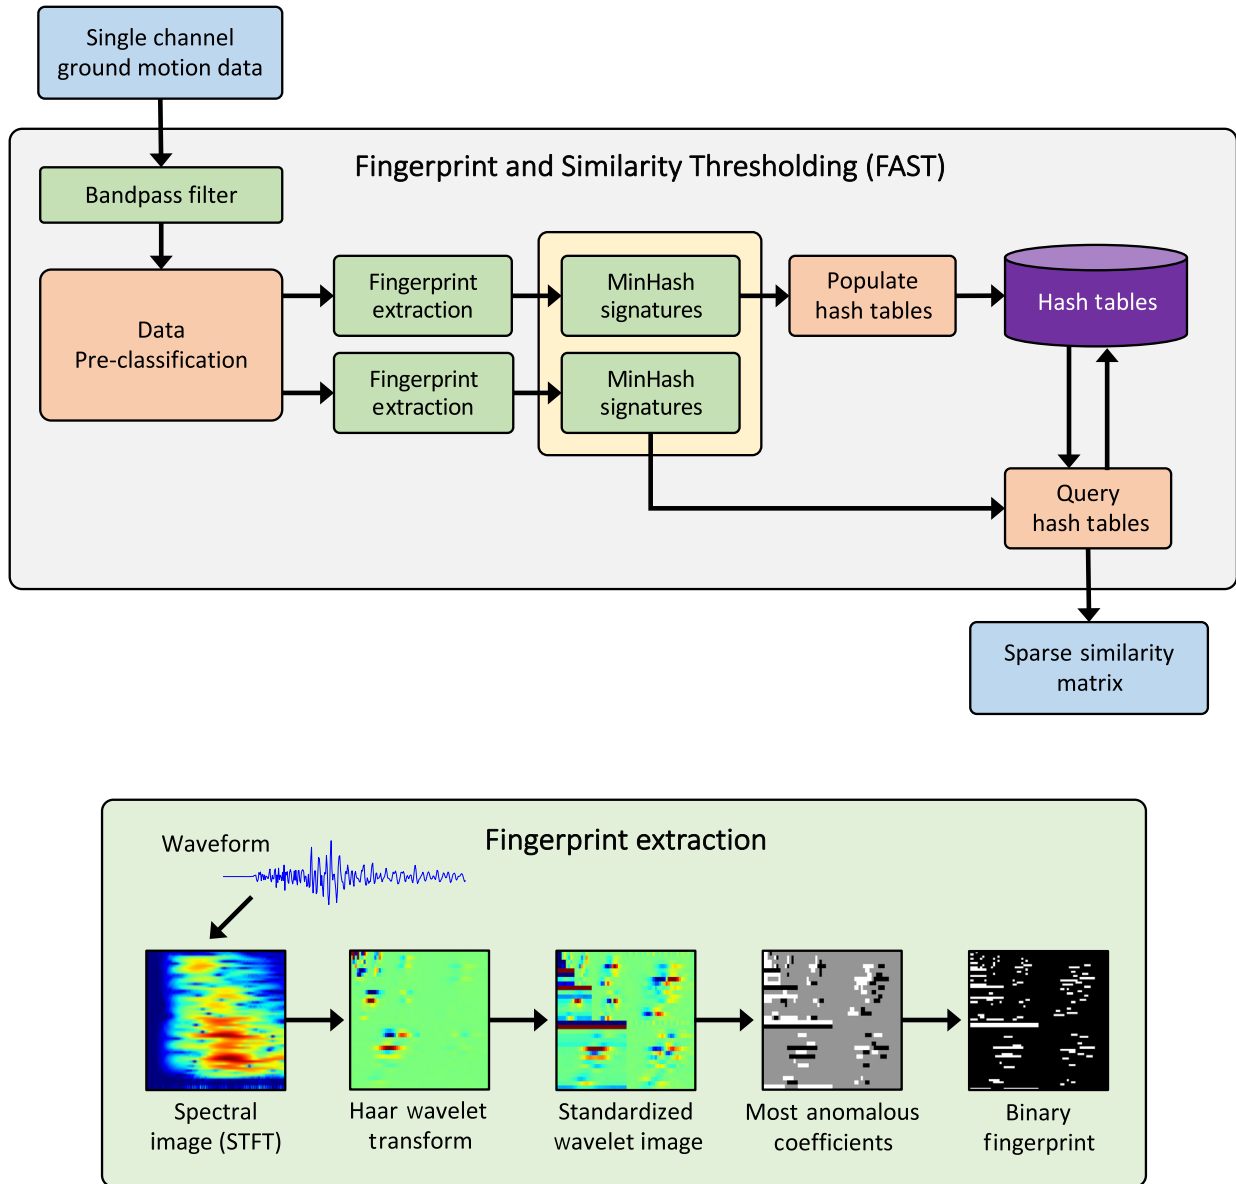 Single channel
ground motion data
Fingerprint and Similarity Thresholding (FAST)
Bandpass filter
Data
Pre-classification
Fingerprint
extraction
MinHash
signatures
Populate
hash tables
Hash tables
Fingerprint
extraction
MinHash
signatures
Query
hash tables
Sparse similarity
matrix
Fingerprint extraction
Waveform
Spectral
image (STFT)
Haar wavelet
transform
Standardized
wavelet image
Most anomalous
coefficients
Binary
fingerprint